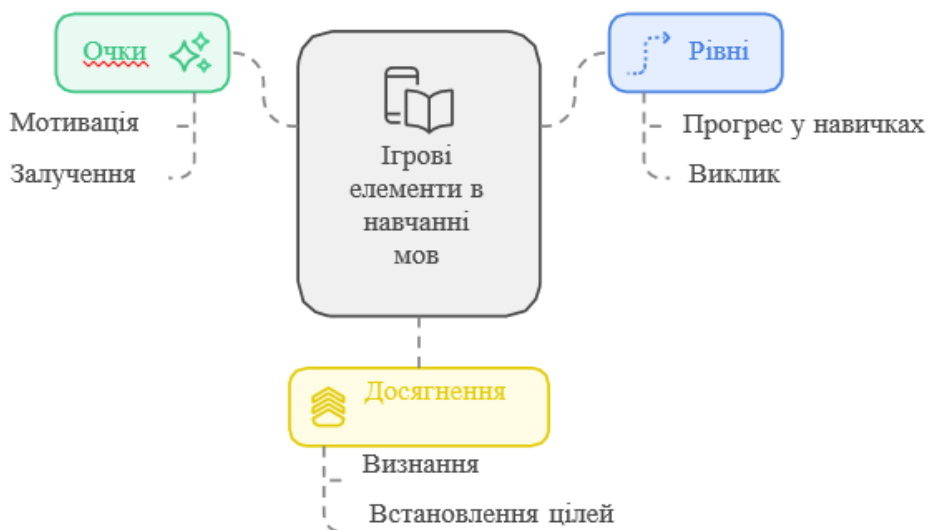 Очки
Мотивація
Залучення
Ігрові
елементи в
навчанні
мов
Рівні
Прогрес у навичках
Виклик
Досягнення
Визнання
Встановлення цілей